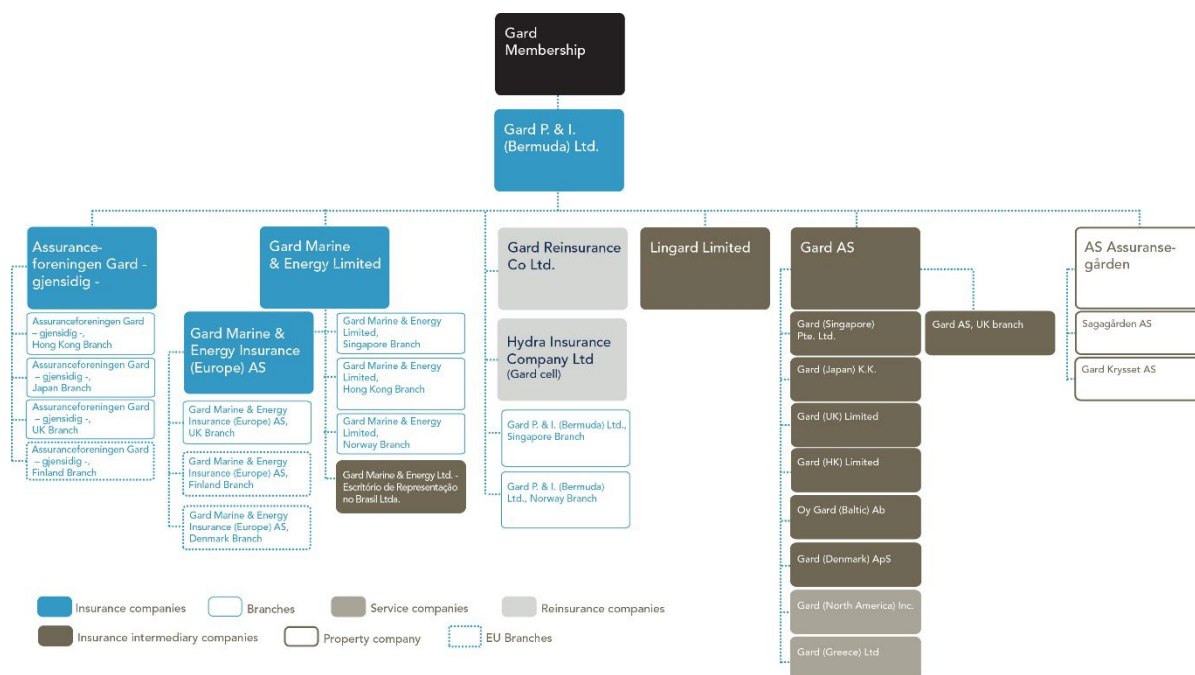 Gard
Membership
Gard P. & I.
(Bermuda) Ltd.
Assurance-
foreningen Gard -
gjensidig -
Assuranceforeningen Gard
– gjensidig -,
Hong Kong Branch
Assuranceforeningen Gard
– gjensidig -,
Japan Branch
Assuranceforeningen Gard
– gjensidig -,
UK Branch
Assuranceforeningen Gard
– gjensidig -,
Finland Branch
Gard Marine
& Energy Limited
Gard Marine &
Energy Insurance
(Europe) AS
Gard Marine & Energy
Insurance (Europe) AS,
UK Branch
Gard Marine & Energy
Insurance (Europe) AS,
Finland Branch
Gard Marine & Energy
Insurance (Europe) AS,
Denmark Branch
Gard Marine & Energy
Limited,
Singapore Branch
Gard Marine & Energy
Limited,
Hong Kong Branch
Gard Marine & Energy
Limited,
Norway Branch
Gard Marine & Energy Ltd. -
Escritório de Representação
no Brasil Ltda.
Gard Reinsurance
Co Ltd.
Hydra Insurance
Company Ltd
(Gard cell)
Gard P. & I. (Bermuda) Ltd.,
Singapore Branch
Gard P. & I. (Bermuda)
Ltd., Norway Branch
Lingard Limited
Gard AS
Gard (Singapore)
Pte. Ltd.
Gard (Japan) K.K.
Gard (UK) Limited
Gard (HK) Limited
Oy Gard (Baltic) Ab
Gard (Denmark) ApS
Gard (North America) Inc.
Gard (Greece) Ltd
Gard AS, UK branch
AS Assuranse-
gården
Sagagården AS
Gard Krysset AS
Insurance companies
Branches
Service companies
Reinsurance companies
Insurance intermediary companies
Property company
EU Branches